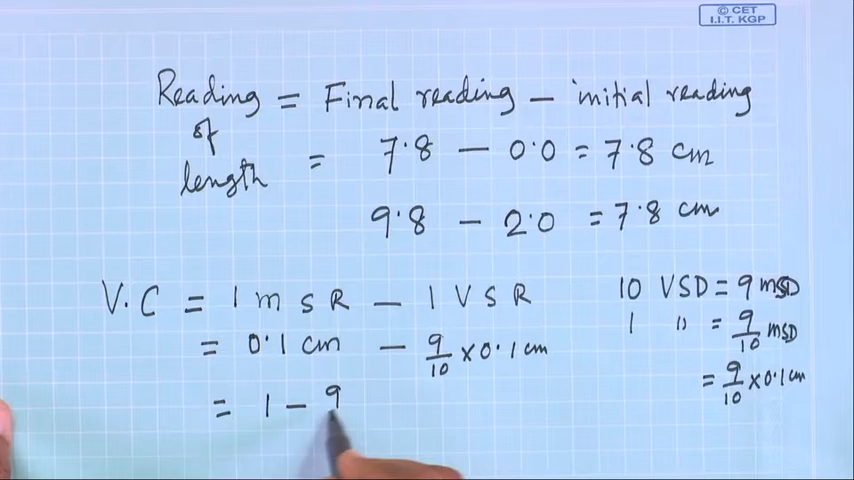 © CET
I.I.T. KGP
Reading = Final reading – initial reading
of
length = 7.8 – 0.0 = 7.8 cm
9.8 – 2.0 = 7.8 cm
V.C = 1 m S R – 1 V S R
= 0.1 cm – 9/10 × 0.1 cm
= 1 – 9
10 VSD = 9 MSD
1 " = 9/10 MSD
= 9/10 × 0.1 cm